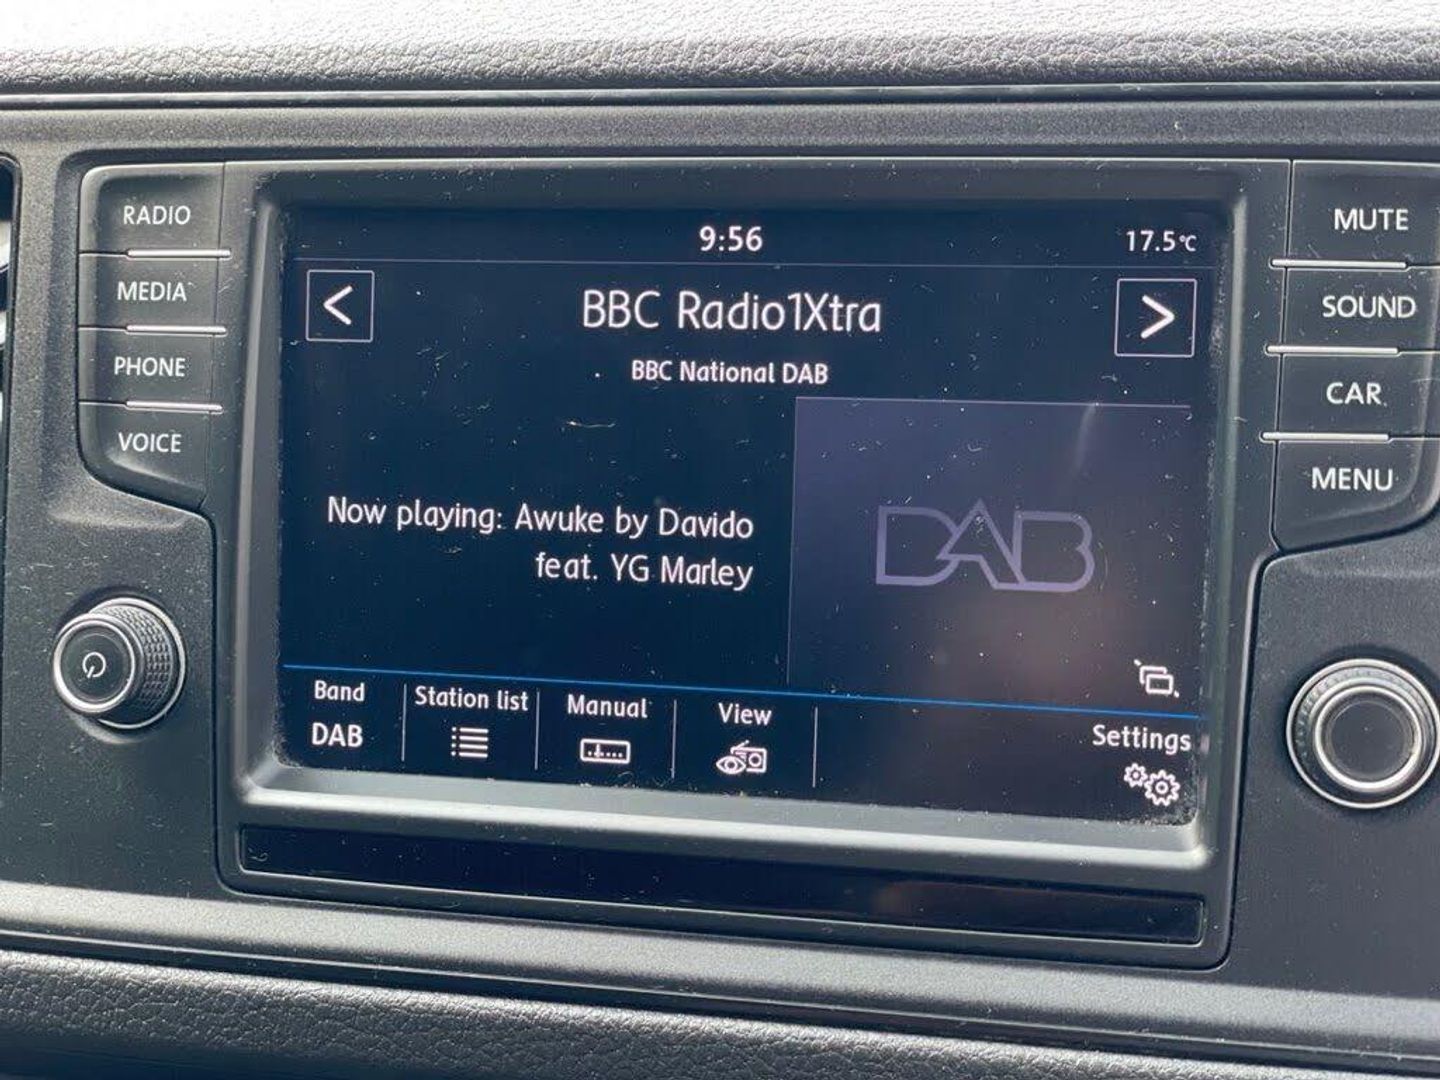 RADIO
MEDIA
PHONE
VOICE
9:56
17.5°C
<
BBC Radio1Xtra
>
BBC National DAB
Now playing: Awuke by Davido
feat. YG Marley
DAB
Band
DAB
Station list
Manual
View
Settings
MUTE
SOUND
CAR
MENU